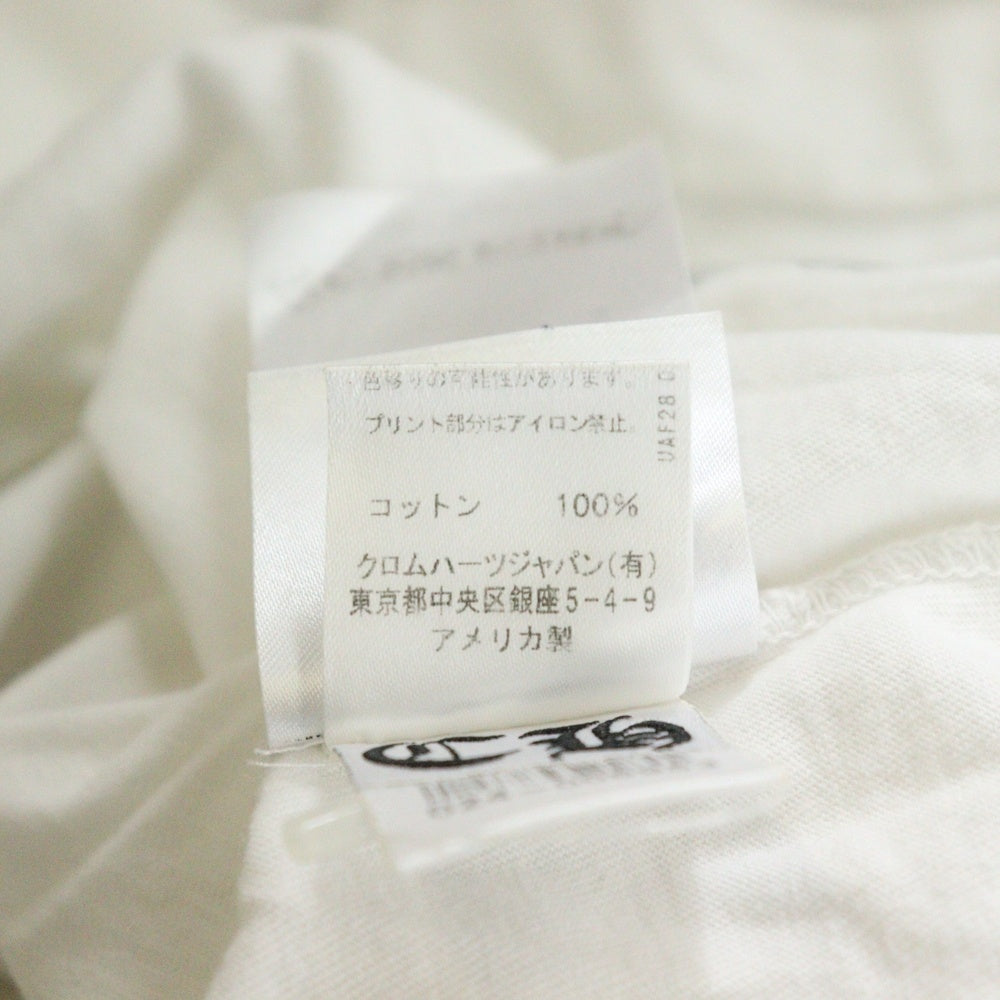 色移りの可能性があります。
プリント部分はアイロン禁止。
UAF28
コットン 100%
クロムハーツジャパン(有)
東京都中央区銀座5-4-9
アメリカ製